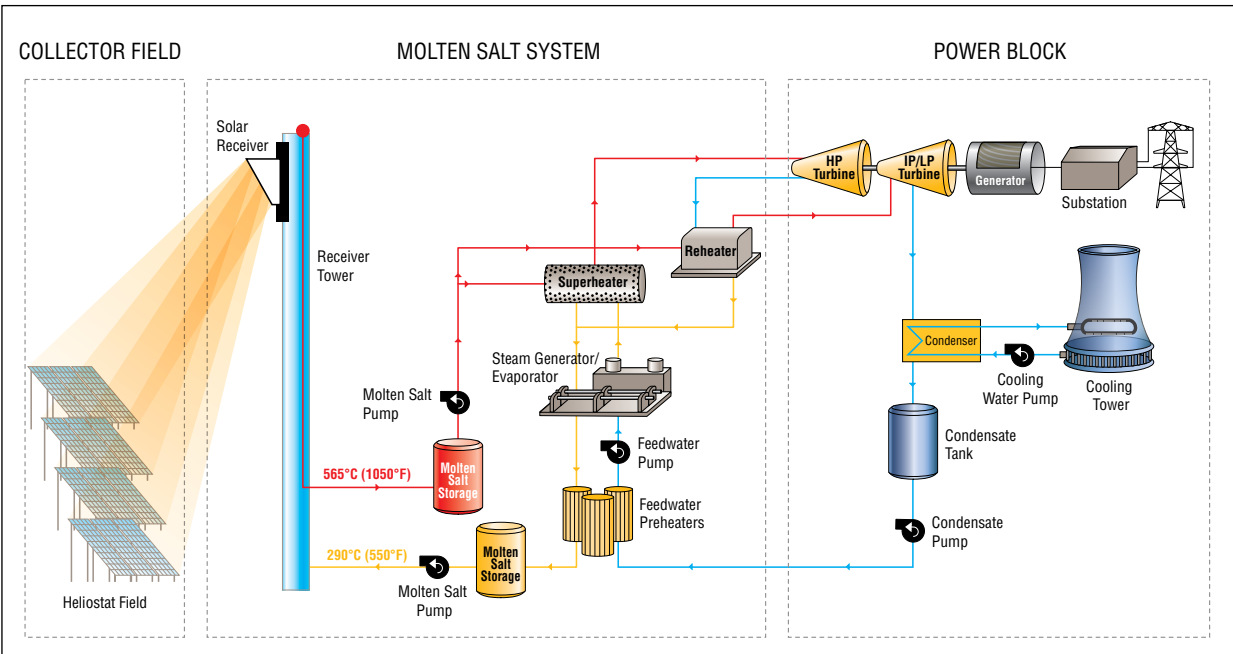 COLLECTOR FIELD
MOLTEN SALT SYSTEM
POWER BLOCK
Solar
Receiver
Receiver
Tower
HP
Turbine
IP/LP
Turbine
Generator
Substation
Reheater
Superheater
Steam Generator/
Evaporator
Condenser
Cooling
Water Pump
Cooling
Tower
Molten Salt
Pump
Feedwater
Pump
Condensate
Tank
565°C (1050°F)
Molten
Salt
Storage
Feedwater
Preheaters
Condensate
Pump
290°C (550°F)
Molten
Salt
Storage
Molten Salt
Pump
Heliostat Field